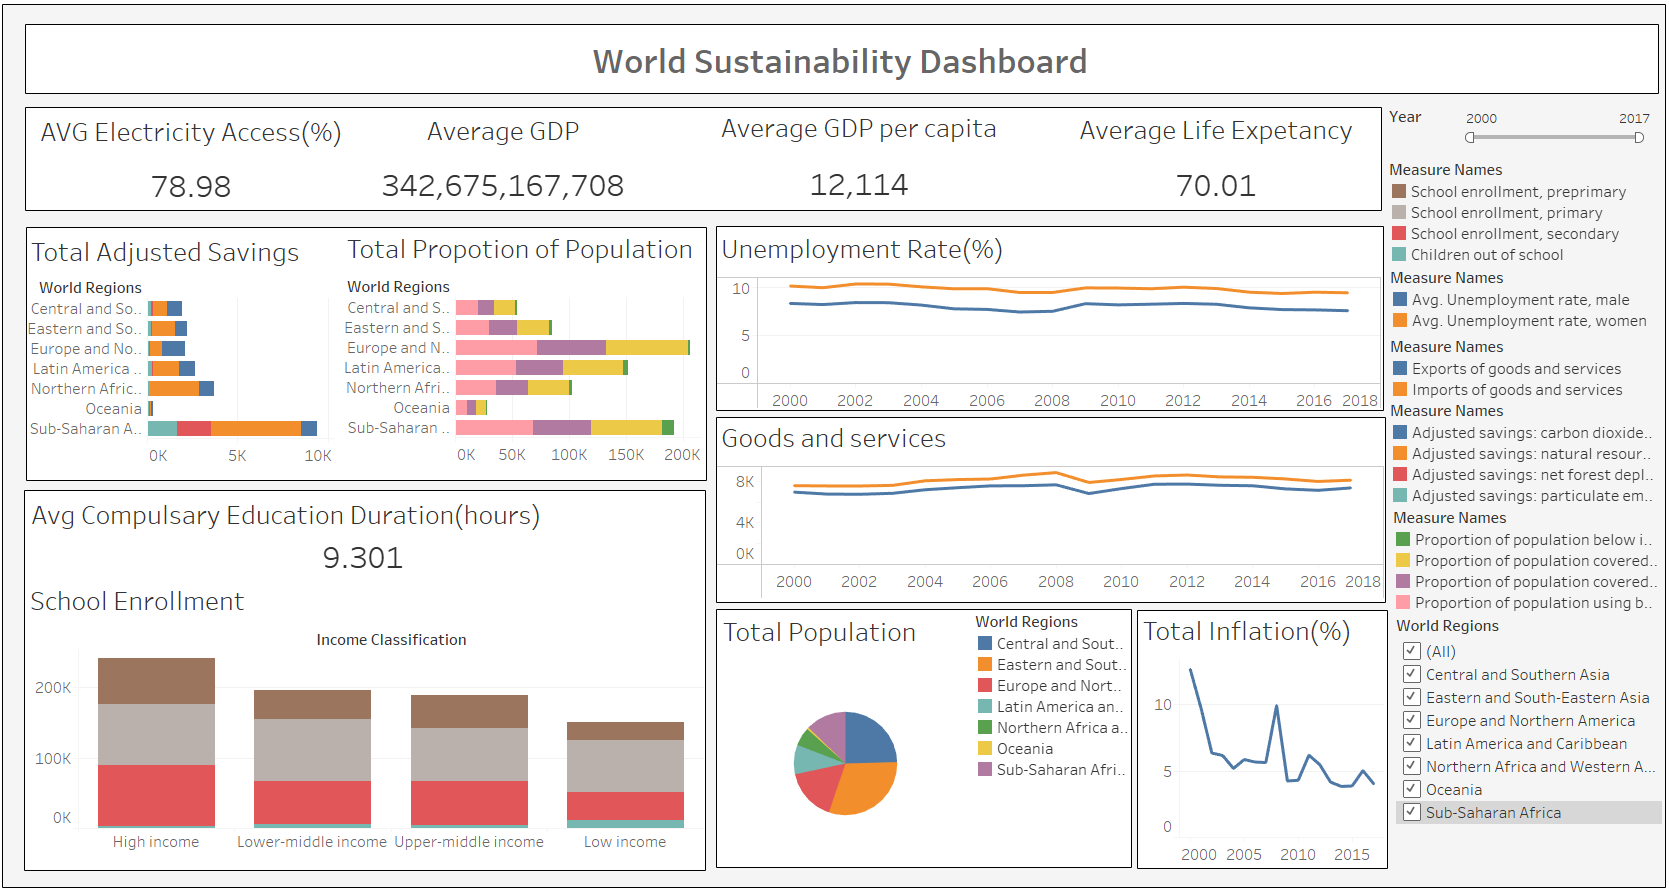 World Sustainability Dashboard
AVG Electricity Access(%)
78.98
Average GDP
342,675,167,708
Average GDP per capita
12,114
Average Life Expetancy
70.01
Year
2000 2017
Measure Names
School enrollment, preprimary
School enrollment, primary
School enrollment, secondary
Children out of school
Measure Names
Avg. Unemployment rate, male
Avg. Unemployment rate, women
Measure Names
Exports of goods and services
Imports of goods and services
Measure Names
Adjusted savings: carbon dioxide..
Adjusted savings: natural resour..
Adjusted savings: net forest depl..
Adjusted savings: particulate em..
Measure Names
Proportion of population below i..
Proportion of population covered..
Proportion of population covered..
Proportion of population using b..
World Regions
(All)
Central and Southern Asia
Eastern and South-Eastern Asia
Europe and Northern America
Latin America and Caribbean
Northern Africa and Western A...
Oceania
Sub-Saharan Africa
Total Adjusted Savings
World Regions
Central and So..
Eastern and So..
Europe and No..
Latin America ..
Northern Afric..
Oceania
Sub-Saharan A..
0K 5K 10K
Total Propotion of Population
World Regions
Central and S..
Eastern and S..
Europe and N..
Latin America..
Northern Afri..
Oceania
Sub-Saharan ..
0K 50K 100K 150K 200K
Unemployment Rate(%)
10
5
0
2000 2002 2004 2006 2008 2010 2012 2014 2016 2018
Goods and services
8K
4K
0K
2000 2002 2004 2006 2008 2010 2012 2014 2016 2018
Avg Compulsary Education Duration(hours)
9.301
School Enrollment
Income Classification
200K
100K
0K
High income Lower-middle income Upper-middle income Low income
Total Population
World Regions
Central and Sout..
Eastern and Sout..
Europe and Nort..
Latin America an..
Northern Africa a..
Oceania
Sub-Saharan Afri..
Total Inflation(%)
10
5
0
2000 2005 2010 2015